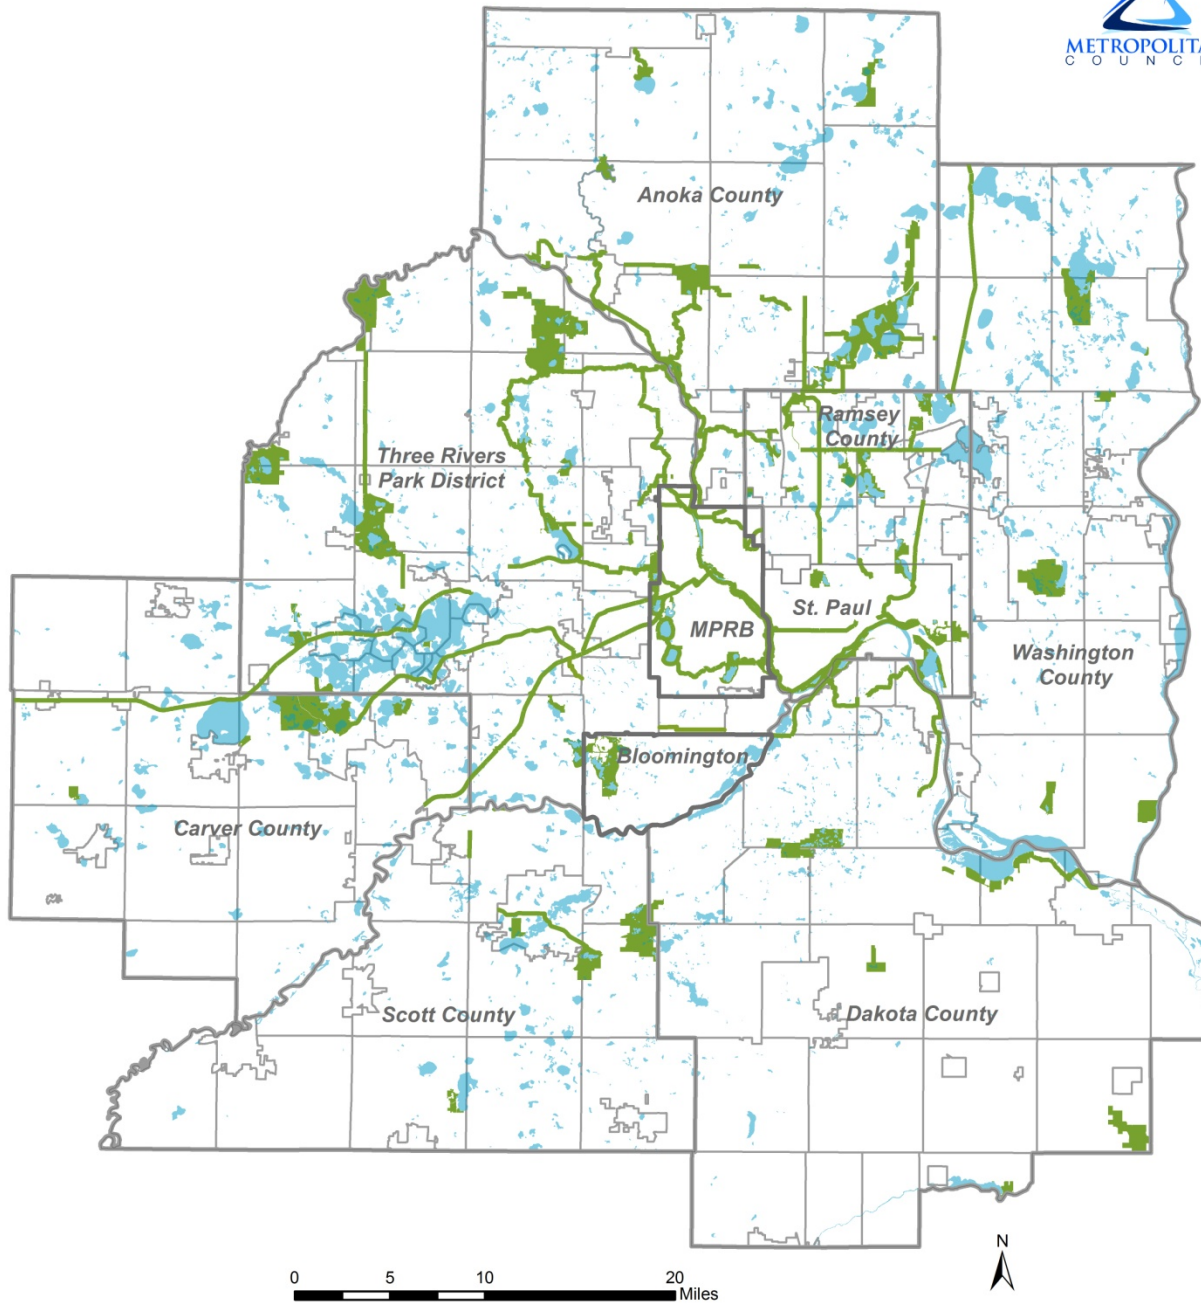 METROPOLITA
COUNCI
Anoka County
Ramsey
County
Three Rivers
Park District
St. Paul
MPRB
Washington
County
Bloomington
Carver County
Scott County
Dakota County
N
0 5 10 20
Miles